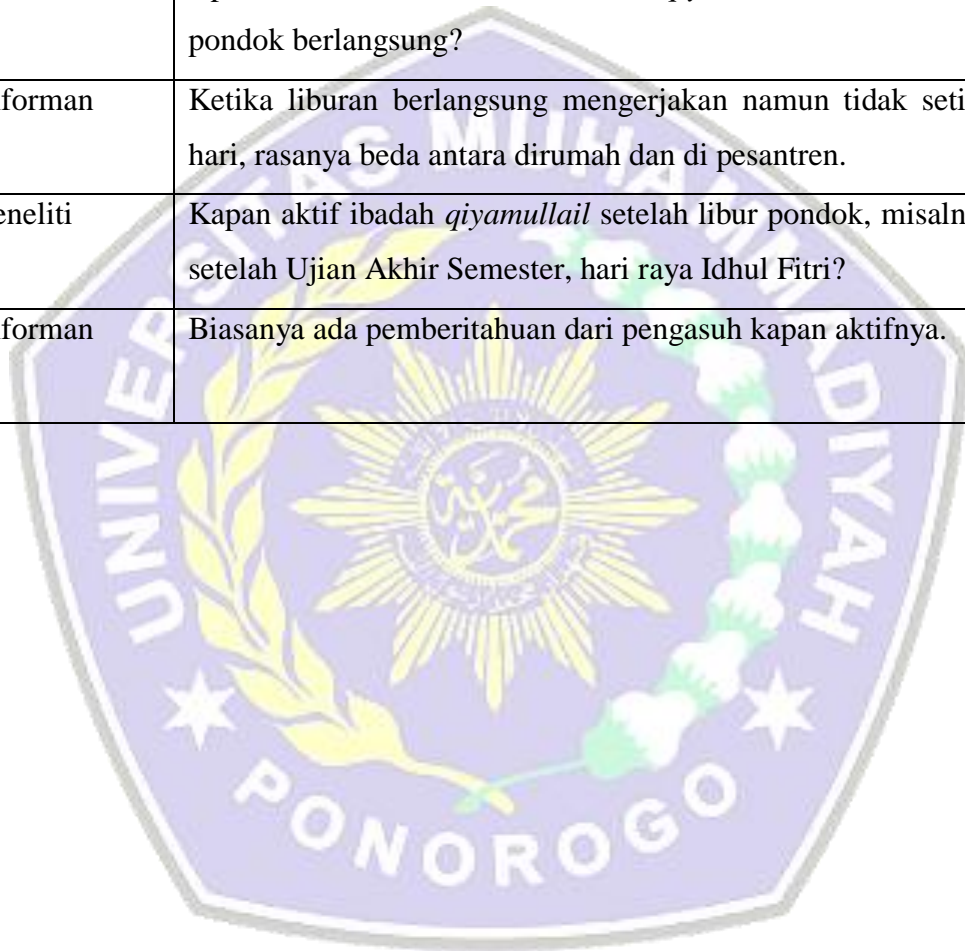 pondok berlangsung?
forman Ketika liburan berlangsung mengerjakan namun tidak seti
hari, rasanya beda antara dirumah dan di pesantren.
eneliti Kapan aktif ibadah qiyamullail setelah libur pondok, misaln
setelah Ujian Akhir Semester, hari raya Idhul Fitri?
forman Biasanya ada pemberitahuan dari pengasuh kapan aktifnya.
UNIVERSITAS MUHAMMADIYAH
PONOROGO